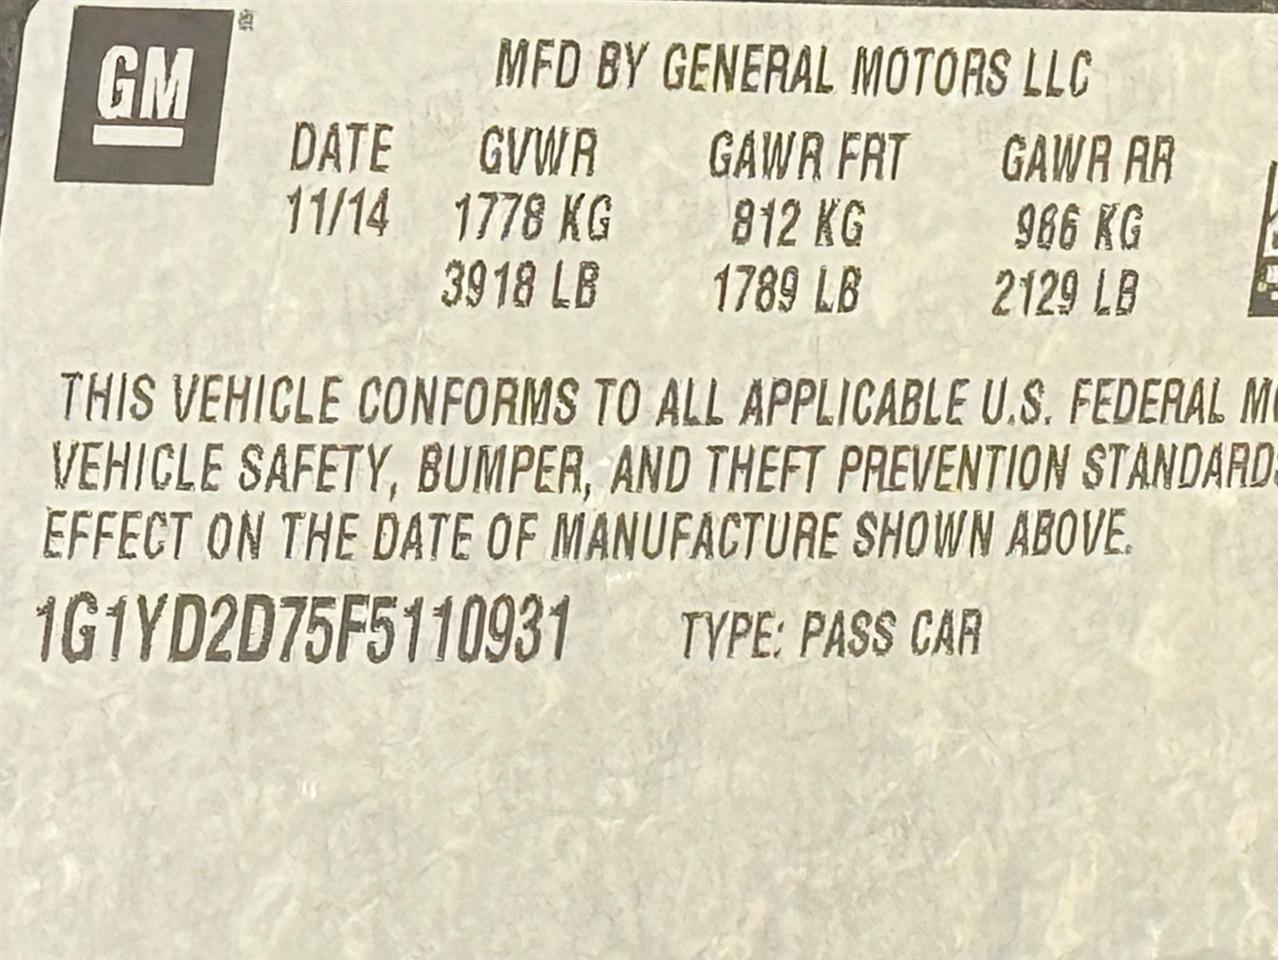 GM
MFD BY GENERAL MOTORS LLC
DATE GVWR GAWR FRT GAWR RR
11/14 1778 KG 812 KG 966 KG
3918 LB 1789 LB 2129 LB
THIS VEHICLE CONFORMS TO ALL APPLICABLE U.S. FEDERAL
VEHICLE SAFETY, BUMPER, AND THEFT PREVENTION STANDARDS
EFFECT ON THE DATE OF MANUFACTURE SHOWN ABOVE.
1G1YD2D75F5110931 TYPE: PASS CAR